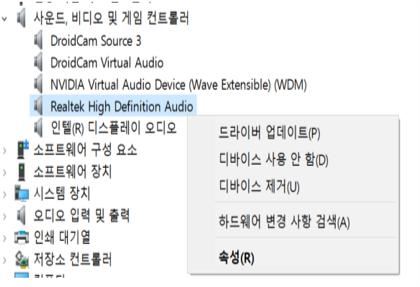 사운드, 비디오 및 게임 컨트롤러
DroidCam Source 3
DroidCam Virtual Audio
NVIDIA Virtual Audio Device (Wave Extensible) (WDM)
Realtek High Definition Audio
인텔(R) 디스플레이 오디오
소프트웨어 구성 요소
소프트웨어 장치
시스템 장치
오디오 입력 및 출력
인쇄 대기열
저장소 컨트롤러
드라이버 업데이트(P)
디바이스 사용 안 함(D)
디바이스 제거(U)
하드웨어 변경 사항 검색(A)
속성(R)